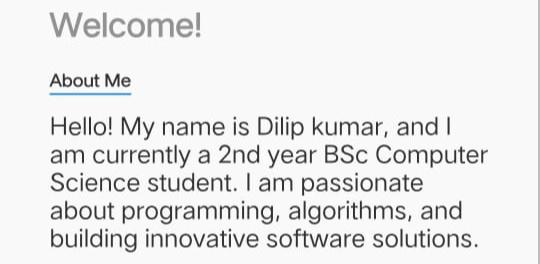 Welcome!
About Me
Hello! My name is Dilip kumar, and I
am currently a 2nd year BSc Computer
Science student. I am passionate
about programming, algorithms, and
building innovative software solutions.